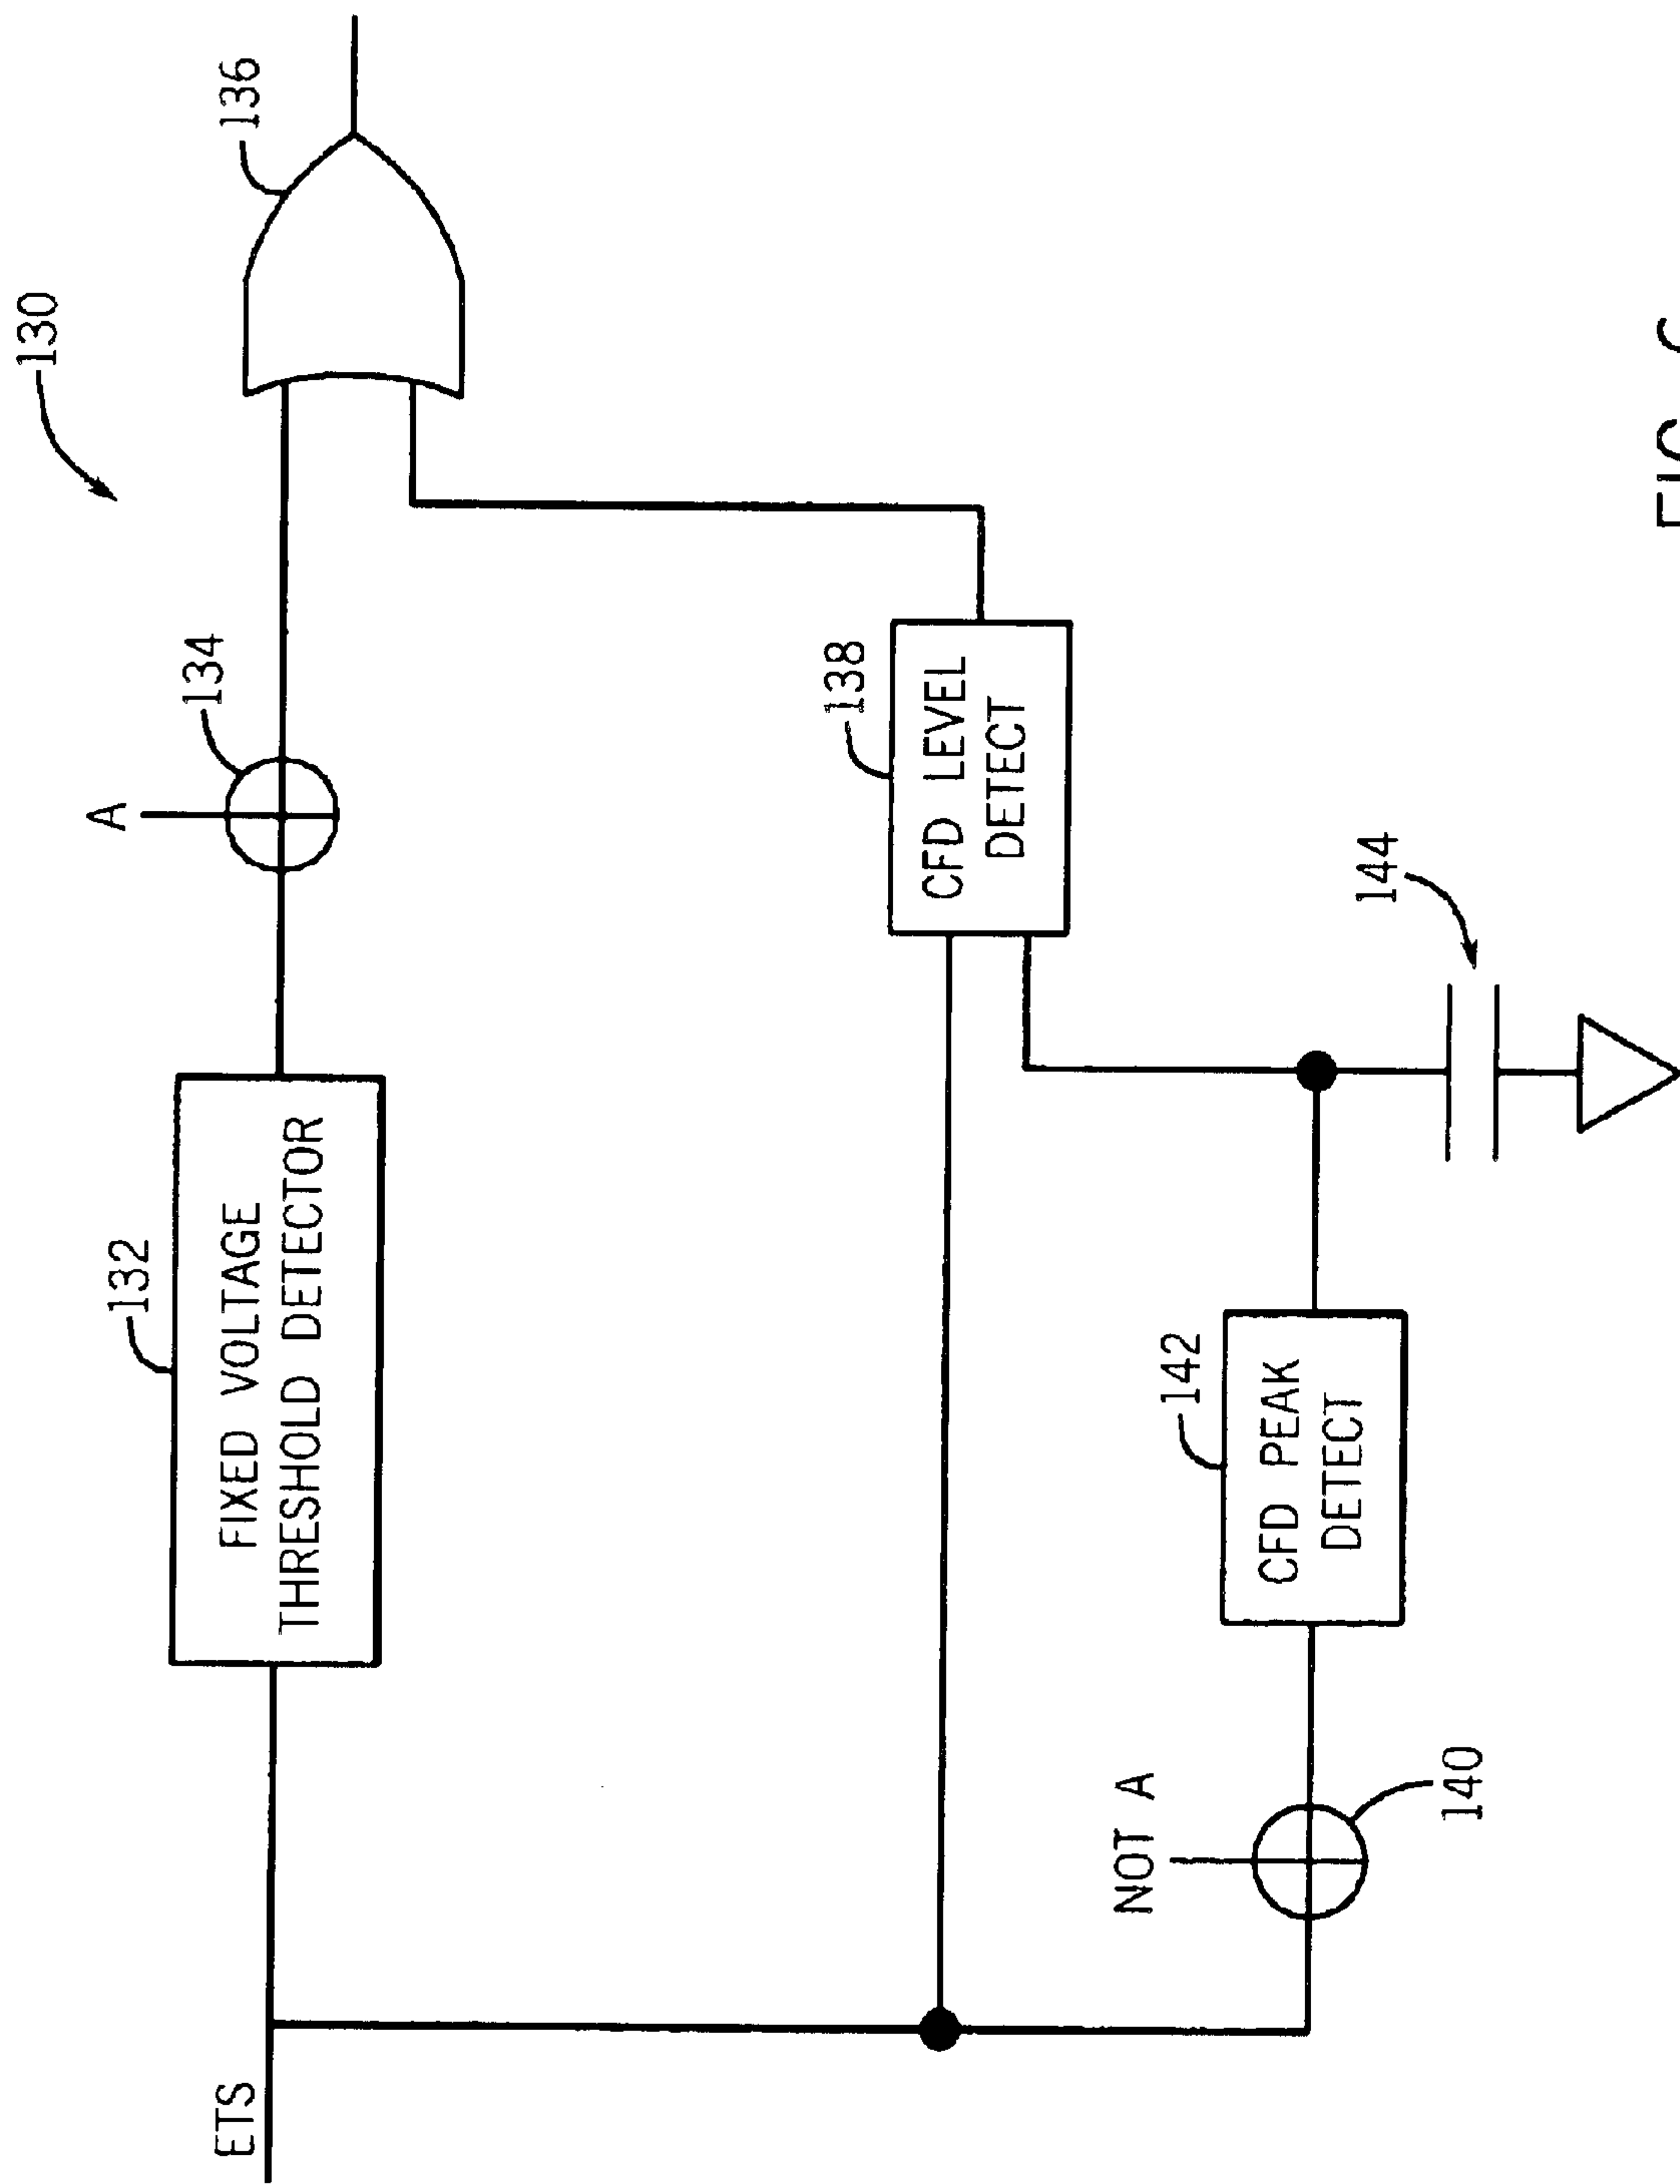 130
136
134
A
132
FIXED VOLTAGE
THRESHOLD DETECTOR
ETS
138
CFD LEVEL
DETECT
144
142
CFD PEAK
DETECT
NOT A
140
FIG.